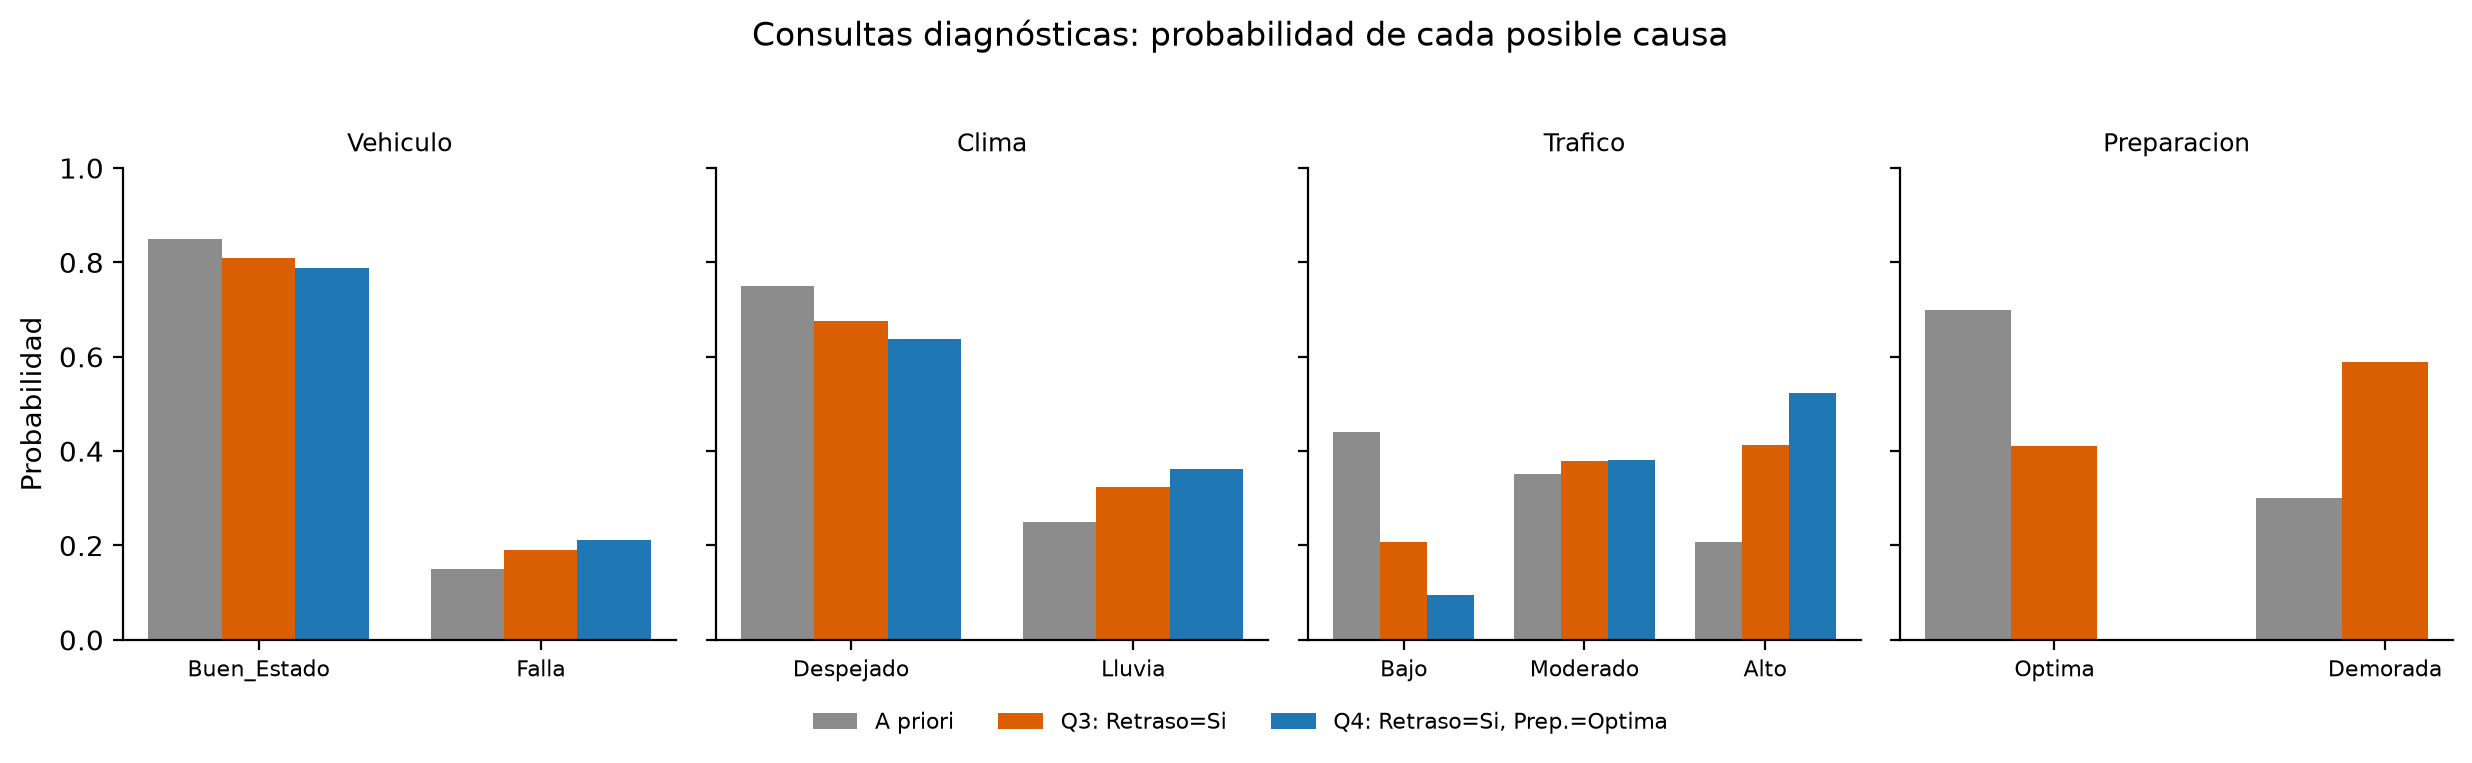 Consultas diagnósticas: probabilidad de cada posible causa
Vehiculo
Clima
Trafico
Preparacion
Probabilidad
1.0
0.8
0.6
0.4
0.2
0.0
Buen_Estado Falla
Despejado Lluvia
Bajo Moderado Alto
Optima Demorada
A priori Q3: Retraso=Si Q4: Retraso=Si, Prep.=Optima